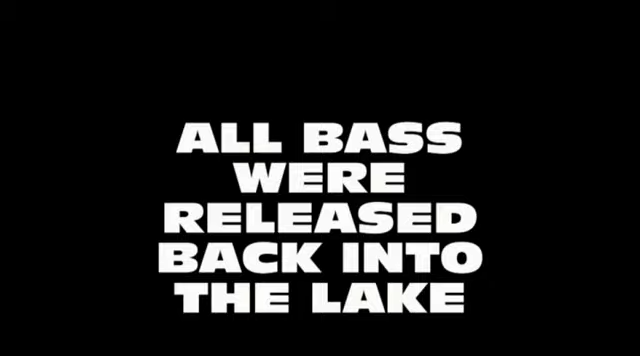 ALL BASS
WERE
RELEASED
BACK INTO
THE LAKE